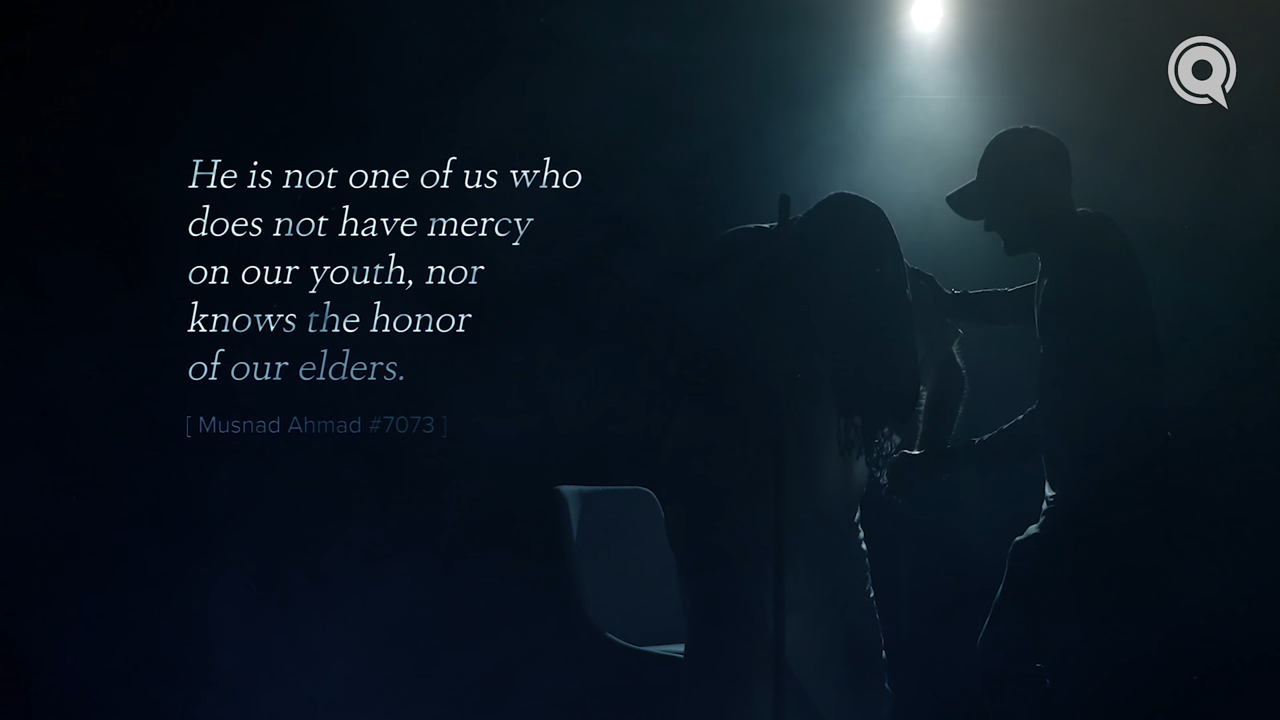 He is not one of us who
does not have mercy
on our youth, nor
knows the honor
of our elders.
[ Musnad Ahmad #7073 ]